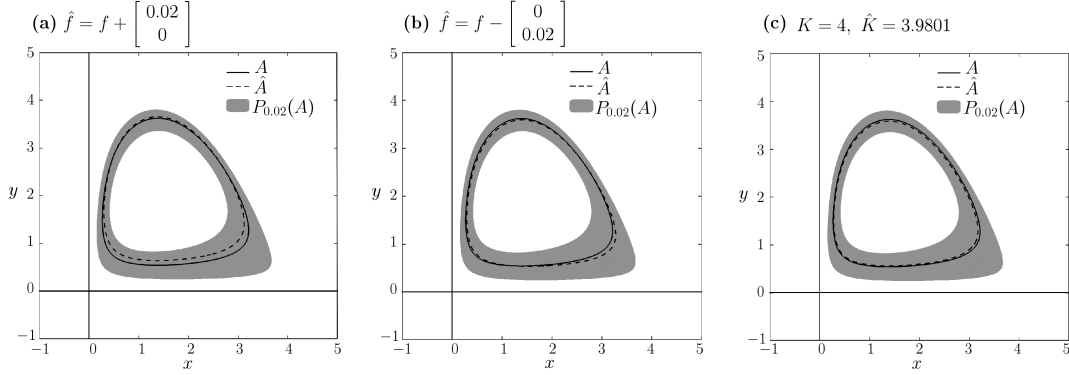 (a) f̂ = f + [ 0.02 0 ]
5
4
3
2
1
0
−1
y
−1 0 1 2 3 4 5
x
A
Â
P₀.₀₂(A)
(b) f̂ = f − [ 0 0.02 ]
5
4
3
2
1
0
−1
y
−1 0 1 2 3 4 5
x
A
Â
P₀.₀₂(A)
(c) K = 4, K̂ = 3.9801
5
4
3
2
1
0
−1
y
−1 0 1 2 3 4 5
x
A
Â
P₀.₀₂(A)